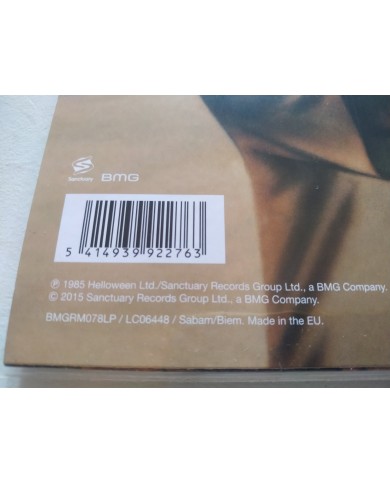 Sanctuary BMG
5 414939 922763
℗ 1985 Helloween Ltd./Sanctuary Records Group Ltd., a BMG Company.
© 2015 Sanctuary Records Group Ltd., a BMG Company.
BMGRM078LP / LC06448 / Sabam/Biem. Made in the EU.